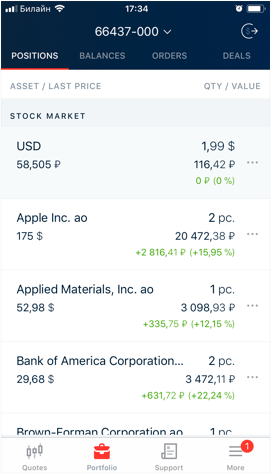 Билайн 17:34
66437-000
POSITIONS BALANCES ORDERS DEALS
ASSET / LAST PRICE QTY / VALUE
STOCK MARKET
USD 1,99 $
58,505 ₽ 116,42 ₽
0 ₽ (0 %)
Apple Inc. ao 2 pc.
175 $ 20 472,38 ₽
+2 816,41 ₽ (+15,95 %)
Applied Materials, Inc. ao 1 pc.
52,98 $ 3 098,93 ₽
+335,75 ₽ (+12,15 %)
Bank of America Corporation... 2 pc.
29,68 $ 3 472,11 ₽
+631,72 ₽ (+22,24 %)
Brown-Forman Corporation ao 1 pc.
1
Quotes Portfolio Support More